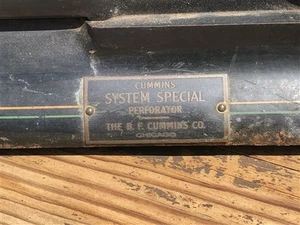 CUMMINS
SYSTEM SPECIAL
PERFORATOR
THE B. F. CUMMINS CO.
CHICAGO